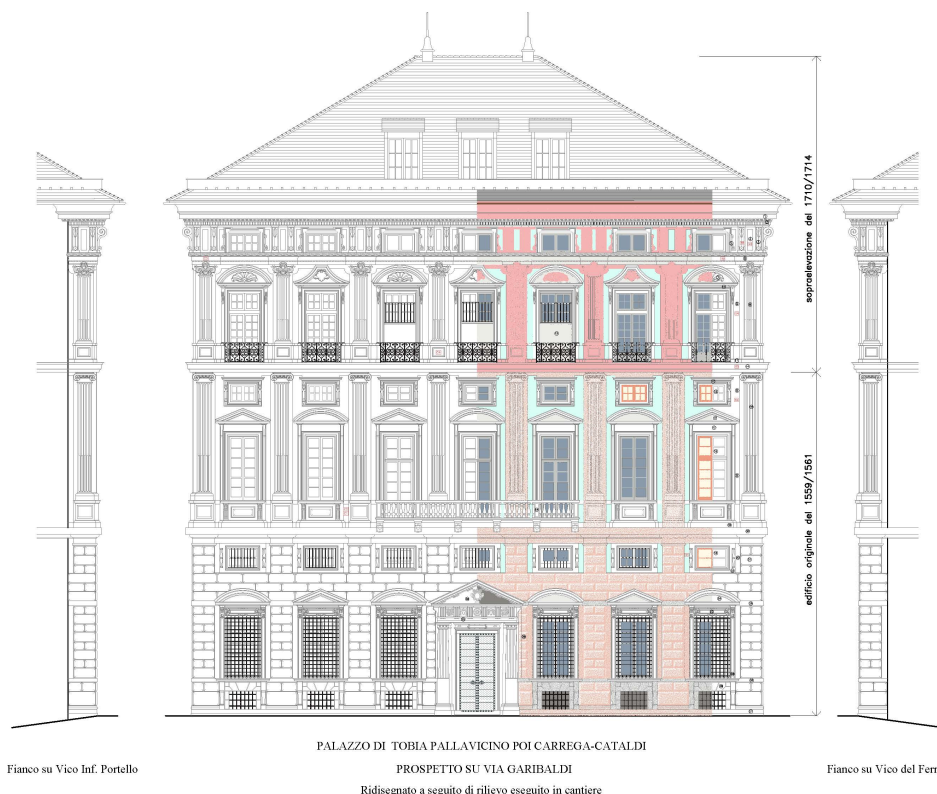 sopraelevazione del 1710/1714
edificio originale del 1559/1561
PALAZZO DI TOBIA PALLAVICINO POI CARREGA-CATALDI
Fianco su Vico Inf. Portello
PROSPETTO SU VIA GARIBALDI
Fianco su Vico del Ferr
Ridisegnato a seguito di rilievo eseguito in cantiere